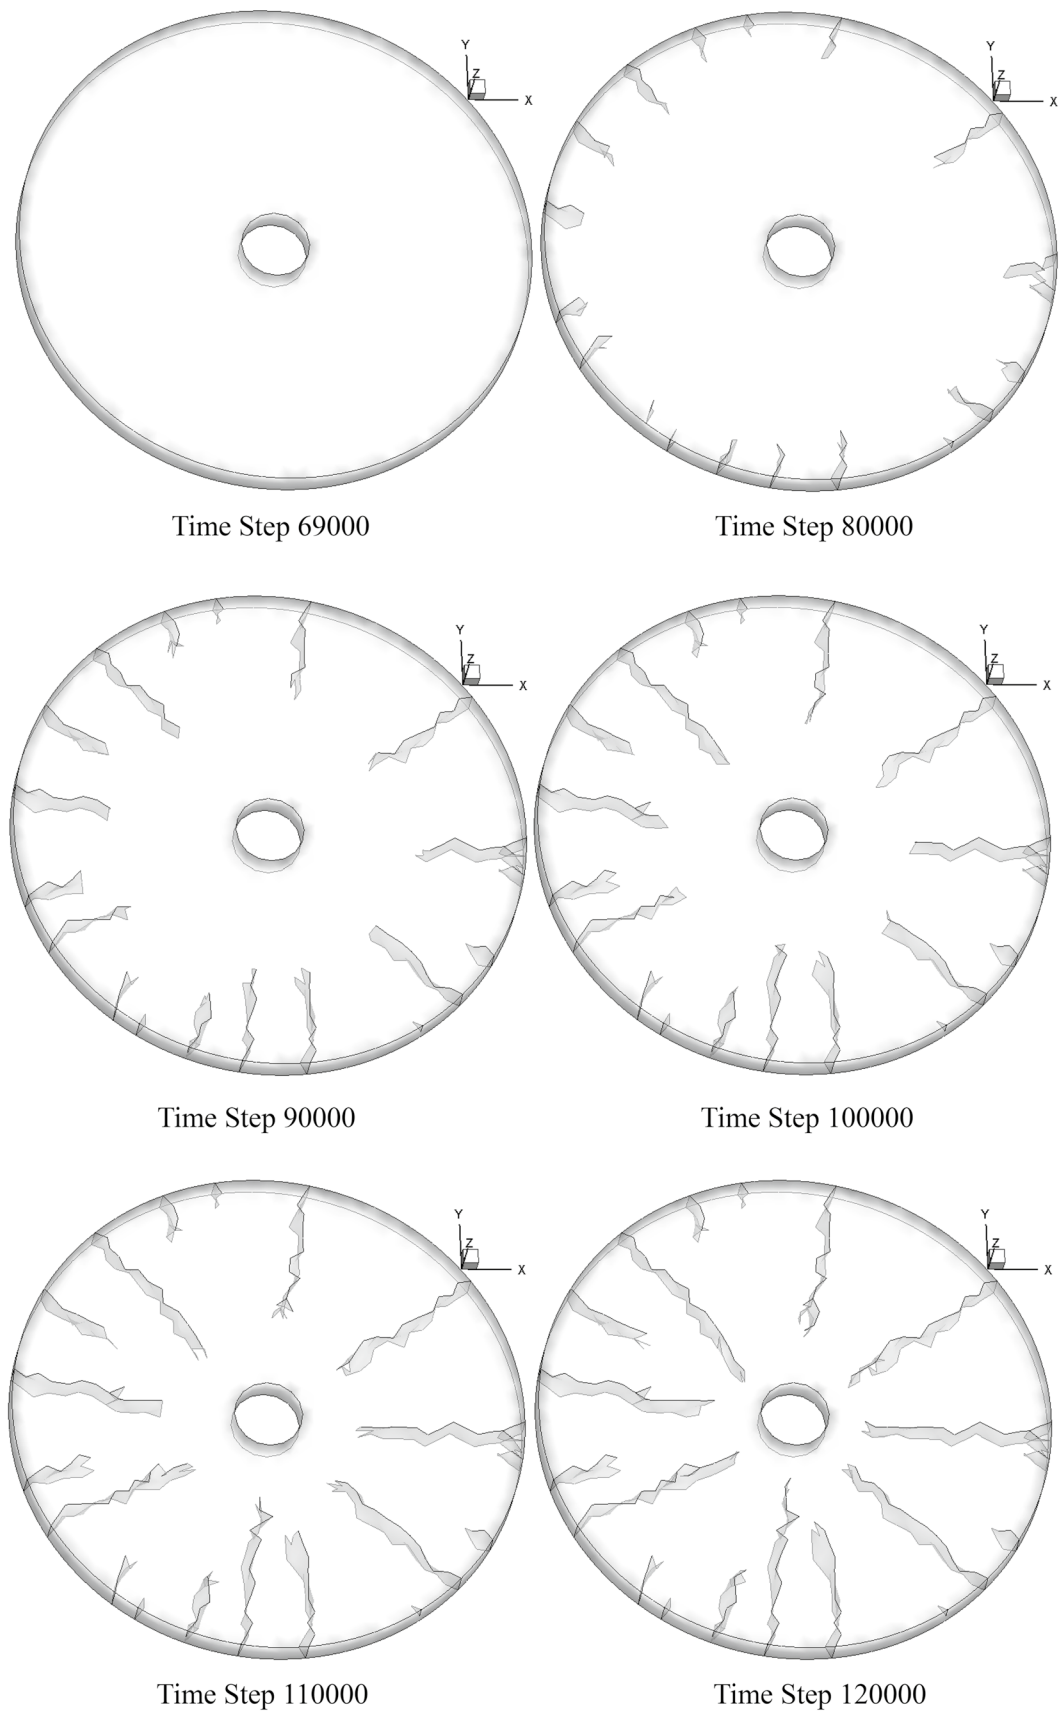 Y
Z
X
Y
Z
X
Time Step 69000
Time Step 80000
Y
Z
X
Y
Z
X
Time Step 90000
Time Step 100000
Y
Z
X
Y
Z
X
Time Step 110000
Time Step 120000